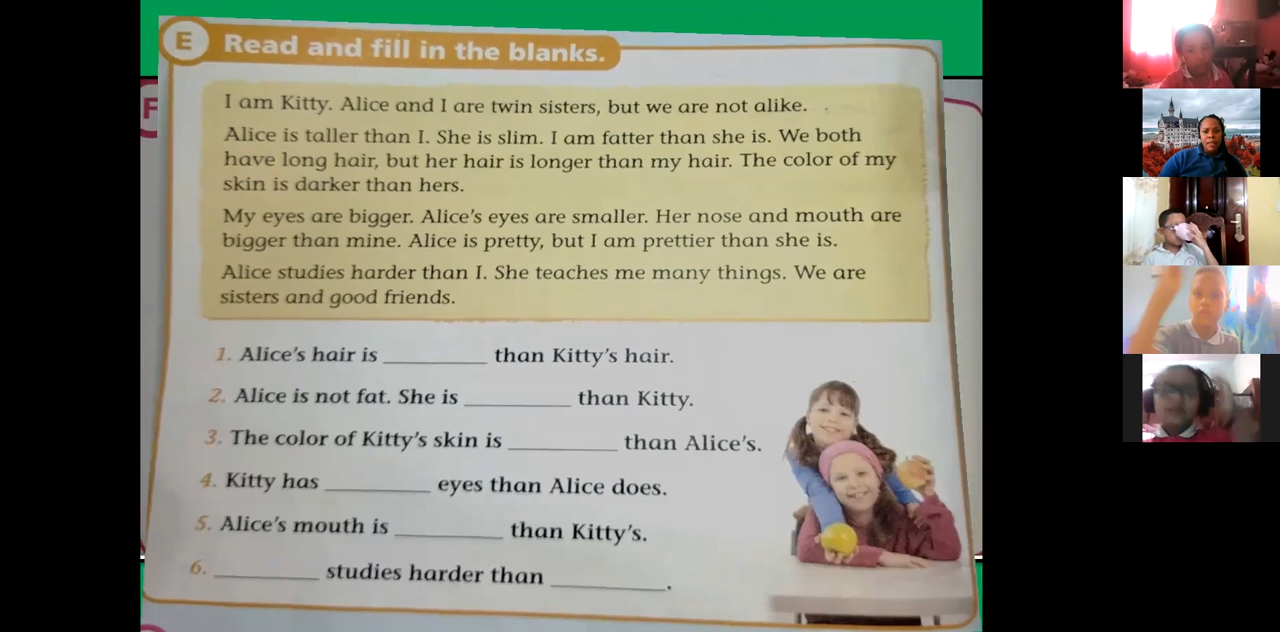 E Read and fill in the blanks.
F
I am Kitty. Alice and I are twin sisters, but we are not alike.
Alice is taller than I. She is slim. I am fatter than she is. We both
have long hair, but her hair is longer than my hair. The color of my
skin is darker than hers.
My eyes are bigger. Alice's eyes are smaller. Her nose and mouth are
bigger than mine. Alice is pretty, but I am prettier than she is.
Alice studies harder than I. She teaches me many things. We are
sisters and good friends.
1. Alice's hair is __________ than Kitty's hair.
2. Alice is not fat. She is __________ than Kitty.
3. The color of Kitty's skin is __________ than Alice's.
4. Kitty has __________ eyes than Alice does.
5. Alice's mouth is __________ than Kitty's.
6. __________ studies harder than __________.